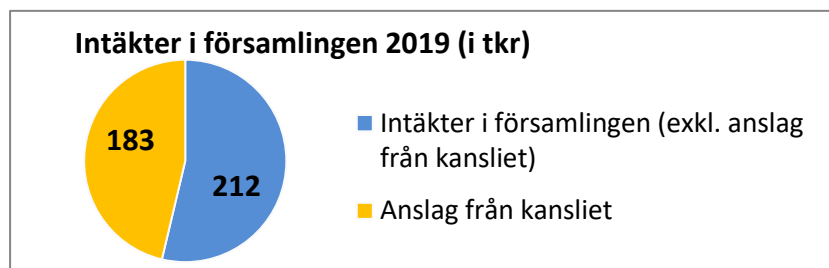 Intäkter i församlingen 2019 (i tkr)
183
212
Intäkter i församlingen (exkl. anslag
från kansliet)
Anslag från kansliet